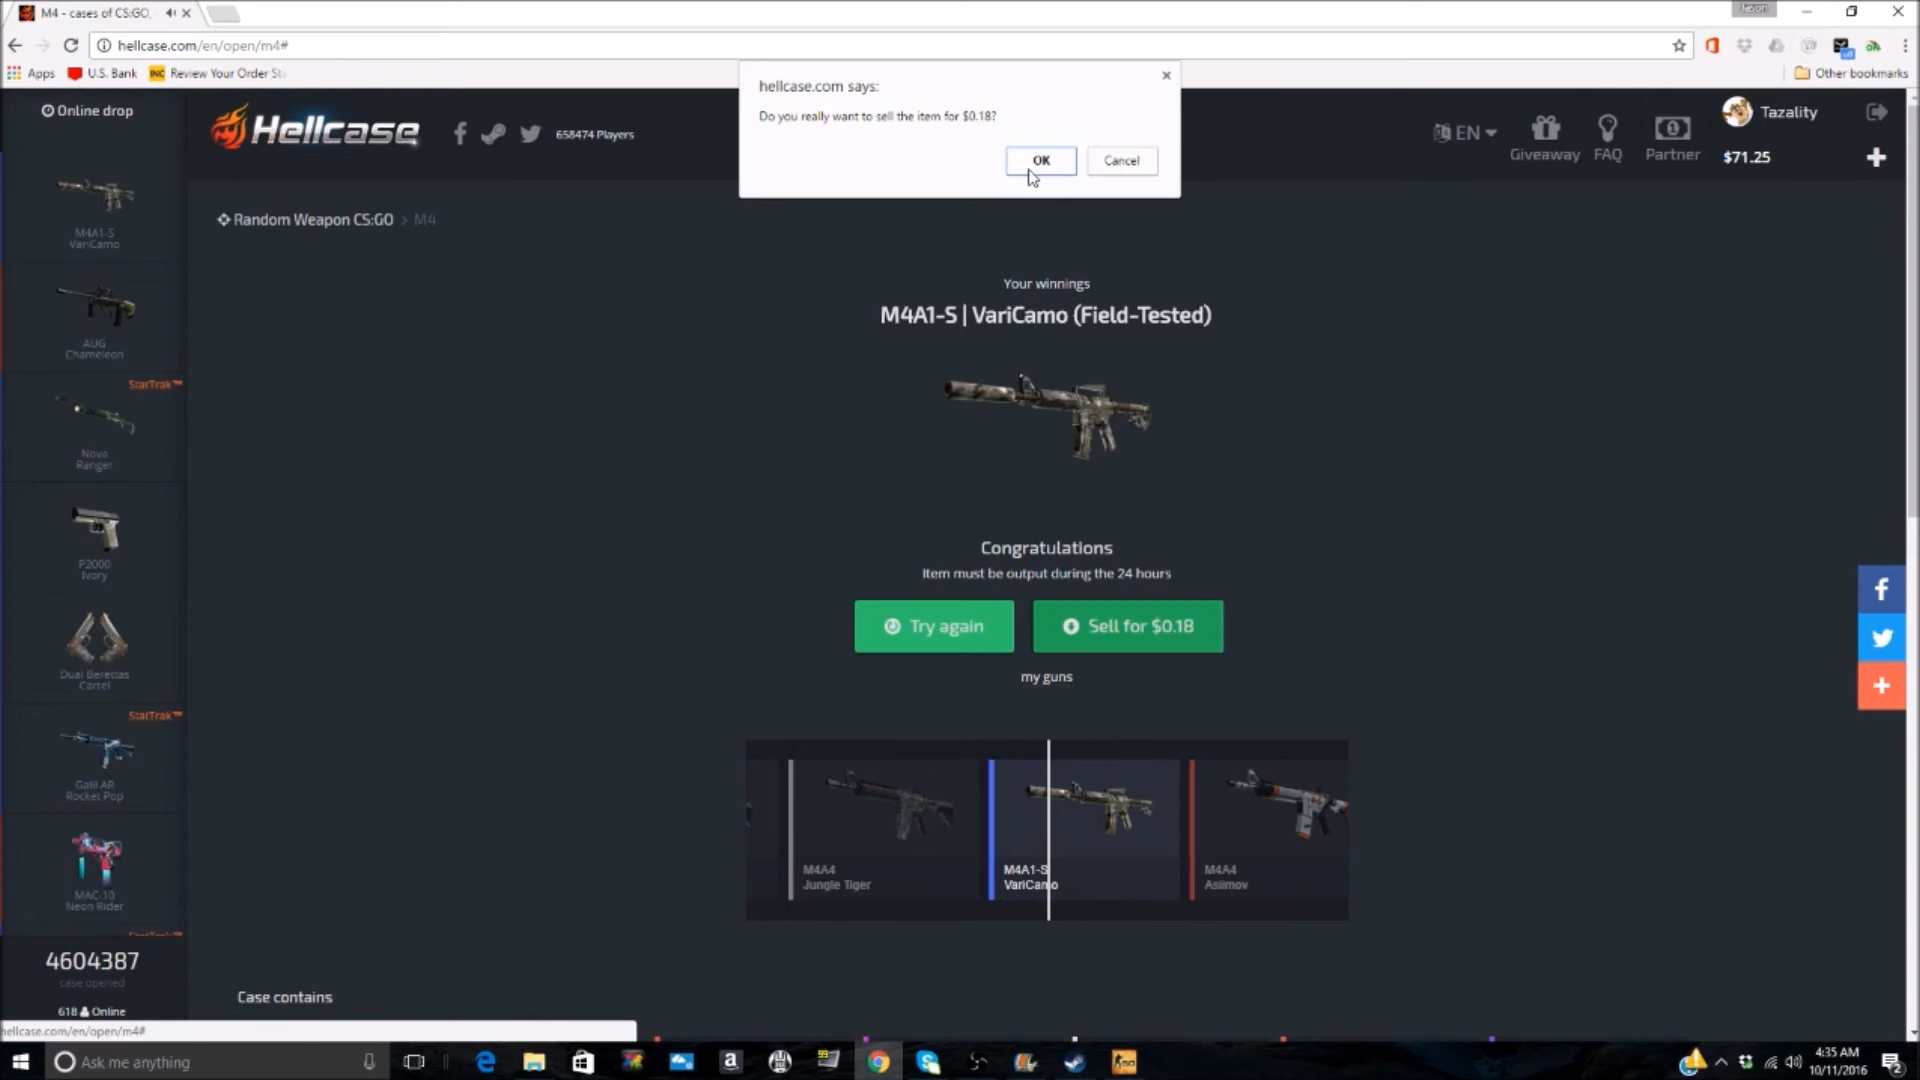 M4 - cases of CS:GO,
Jason
hellcase.com/en/open/m4#
Apps
U.S. Bank
INC
Review Your Order St
Other bookmarks
hellcase.com says:
Do you really want to sell the item for $0.18?
OK
Cancel
Online drop
Hellcase
658474 Players
EN
Giveaway
FAQ
Partner
Tazality
$71.25
Random Weapon CS:GO > M4
M4A1-S
VariCamo
AUG
Chameleon
StatTrak™
Nova
Ranger
P2000
Ivory
Dual Berettas
Cartel
StatTrak™
Galil AR
Rocket Pop
MAC-10
Neon Rider
4604387
case opened
618 Online
Your winnings
M4A1-S | VariCamo (Field-Tested)
Congratulations
Item must be output during the 24 hours
Try again
Sell for $0.18
my guns
M4A4
Jungle Tiger
M4A1-S
VariCamo
M4A4
Asiimov
Case contains
hellcase.com/en/open/m4#
Ask me anything
99
4:35 AM
10/11/2016
2